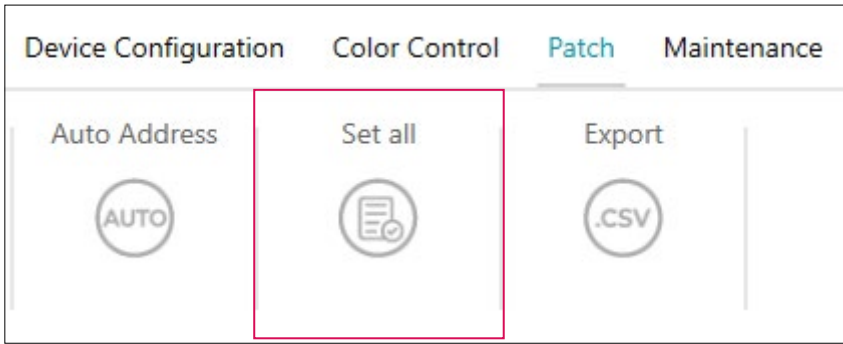 Device Configuration Color Control Patch Maintenance
Auto Address Set all Export
AUTO .CSV